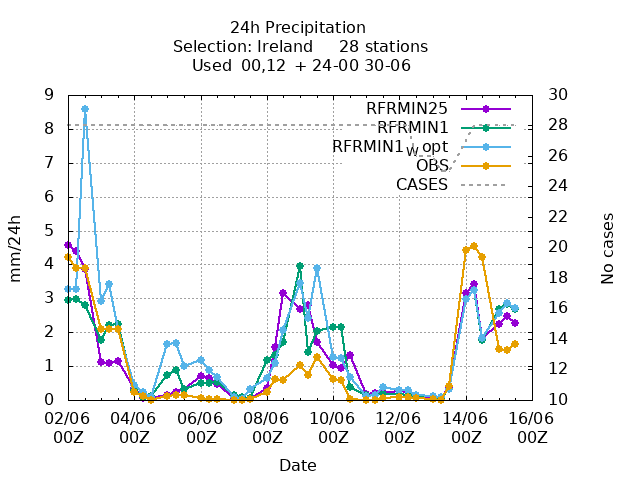 24h Precipitation
Selection: Ireland 28 stations
Used 00,12 + 24-00 30-06
RFRMIN25
RFRMIN1
RFRMIN1w opt
OBS
CASES
mm/24h
9
8
7
6
5
4
3
2
1
0
30
28
26
24
22
20
18
16
14
12
10
No cases
02/06 04/06 06/06 08/06 10/06 12/06 14/06 16/06
00Z 00Z 00Z 00Z 00Z 00Z 00Z 00Z
Date